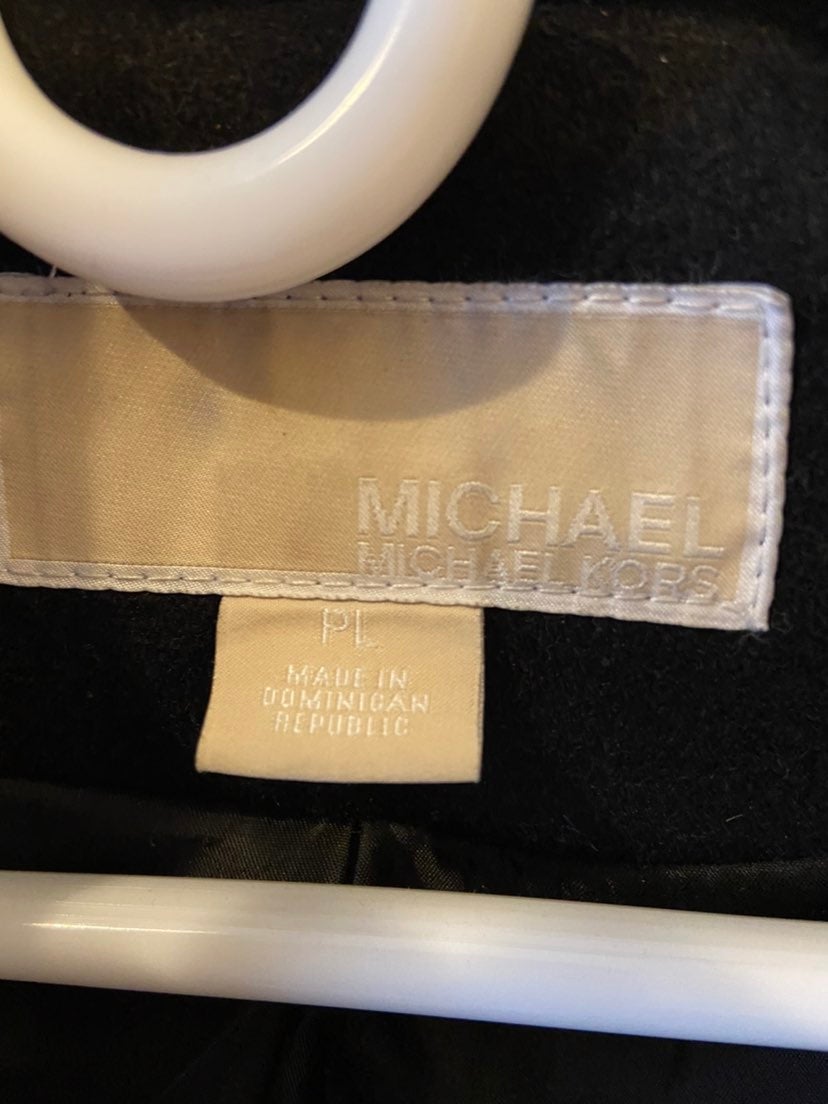 MICHAEL
MICHAEL KORS
PL
MADE IN
DOMINICAN
REPUBLIC